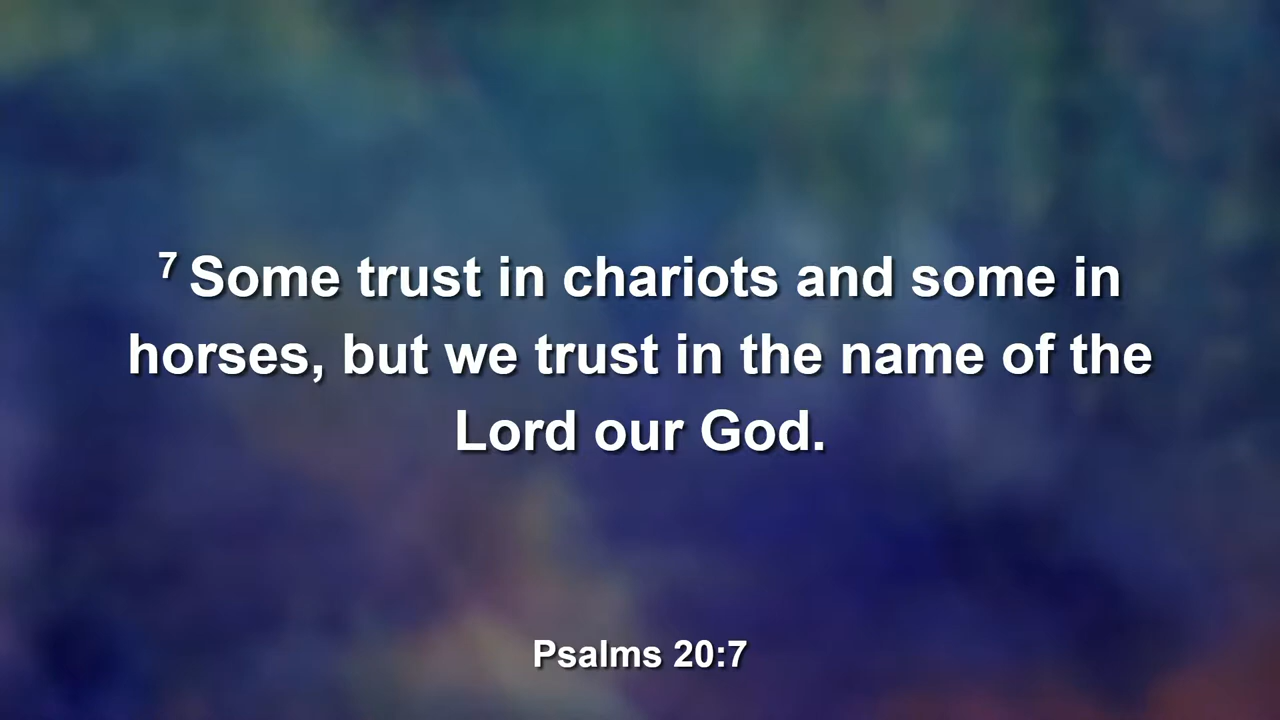 7 Some trust in chariots and some in
horses, but we trust in the name of the
Lord our God.
Psalms 20:7